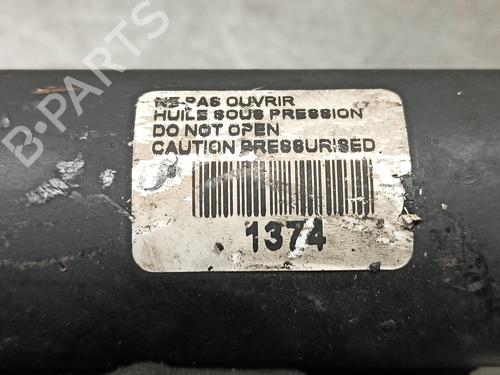 NE PAS OUVRIR
HUILE SOUS PRESSION
DO NOT OPEN
CAUTION PRESSURISED
1374
B-PARTS